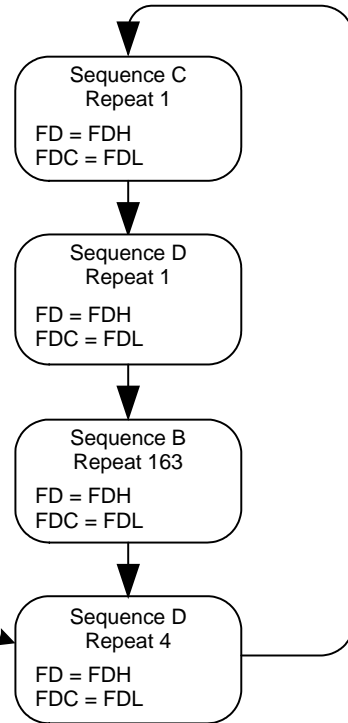 Sequence C
Repeat 1
FD = FDH
FDC = FDL
Sequence D
Repeat 1
FD = FDH
FDC = FDL
Sequence B
Repeat 163
FD = FDH
FDC = FDL
Sequence D
Repeat 4
FD = FDH
FDC = FDL